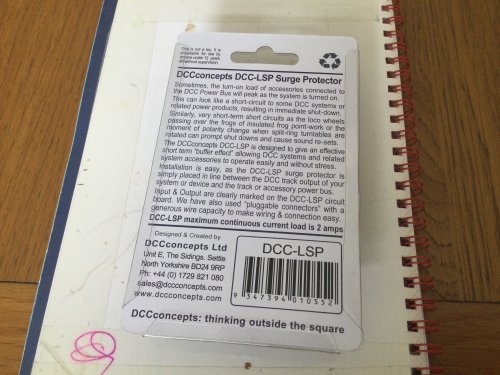 This is not a toy. It is
unsuitable for use by
anyone under 12 years
old without supervision.
DCCconcepts DCC-LSP Surge Protector
Sometimes, the turn-on load of accessories connected to
the DCC Power Bus will peak as the system is turned on.
This can look like a short-circuit to some DCC systems or
related power products, resulting in immediate shut-down.
Similarly, very short-term short circuits as the loco wheels
passing over the frogs of insulated frog point-work or the
moment of polarity change when split-ring turntables are
rotated can prompt shut downs and cause sound re-sets.
The DCCconcepts DCC-LSP is designed to give an effective
short term "buffer effect" allowing DCC systems and related
system accessories to operate easily and without stress.
Installation is easy, as the DCC-LSP surge protector is
simply placed in line between the DCC track output of your
system or device and the track or accessory power bus.
Input & Output are clearly marked on the DCC-LSP circuit
board. We have also used "pluggable connectors" with a
generous wire capacity to make wiring & connection easy.
DCC-LSP maximum continuous current load is 2 amps
Designed & Created by
DCCconcepts Ltd
Unit E, The Sidings, Settle
North Yorkshire BD24 9RP
Ph: +44 (0) 1729 821 080
sales@dccconcepts.com
www.dccconcepts.com
DCC-LSP
9 347394 010552
DCCconcepts: thinking outside the square